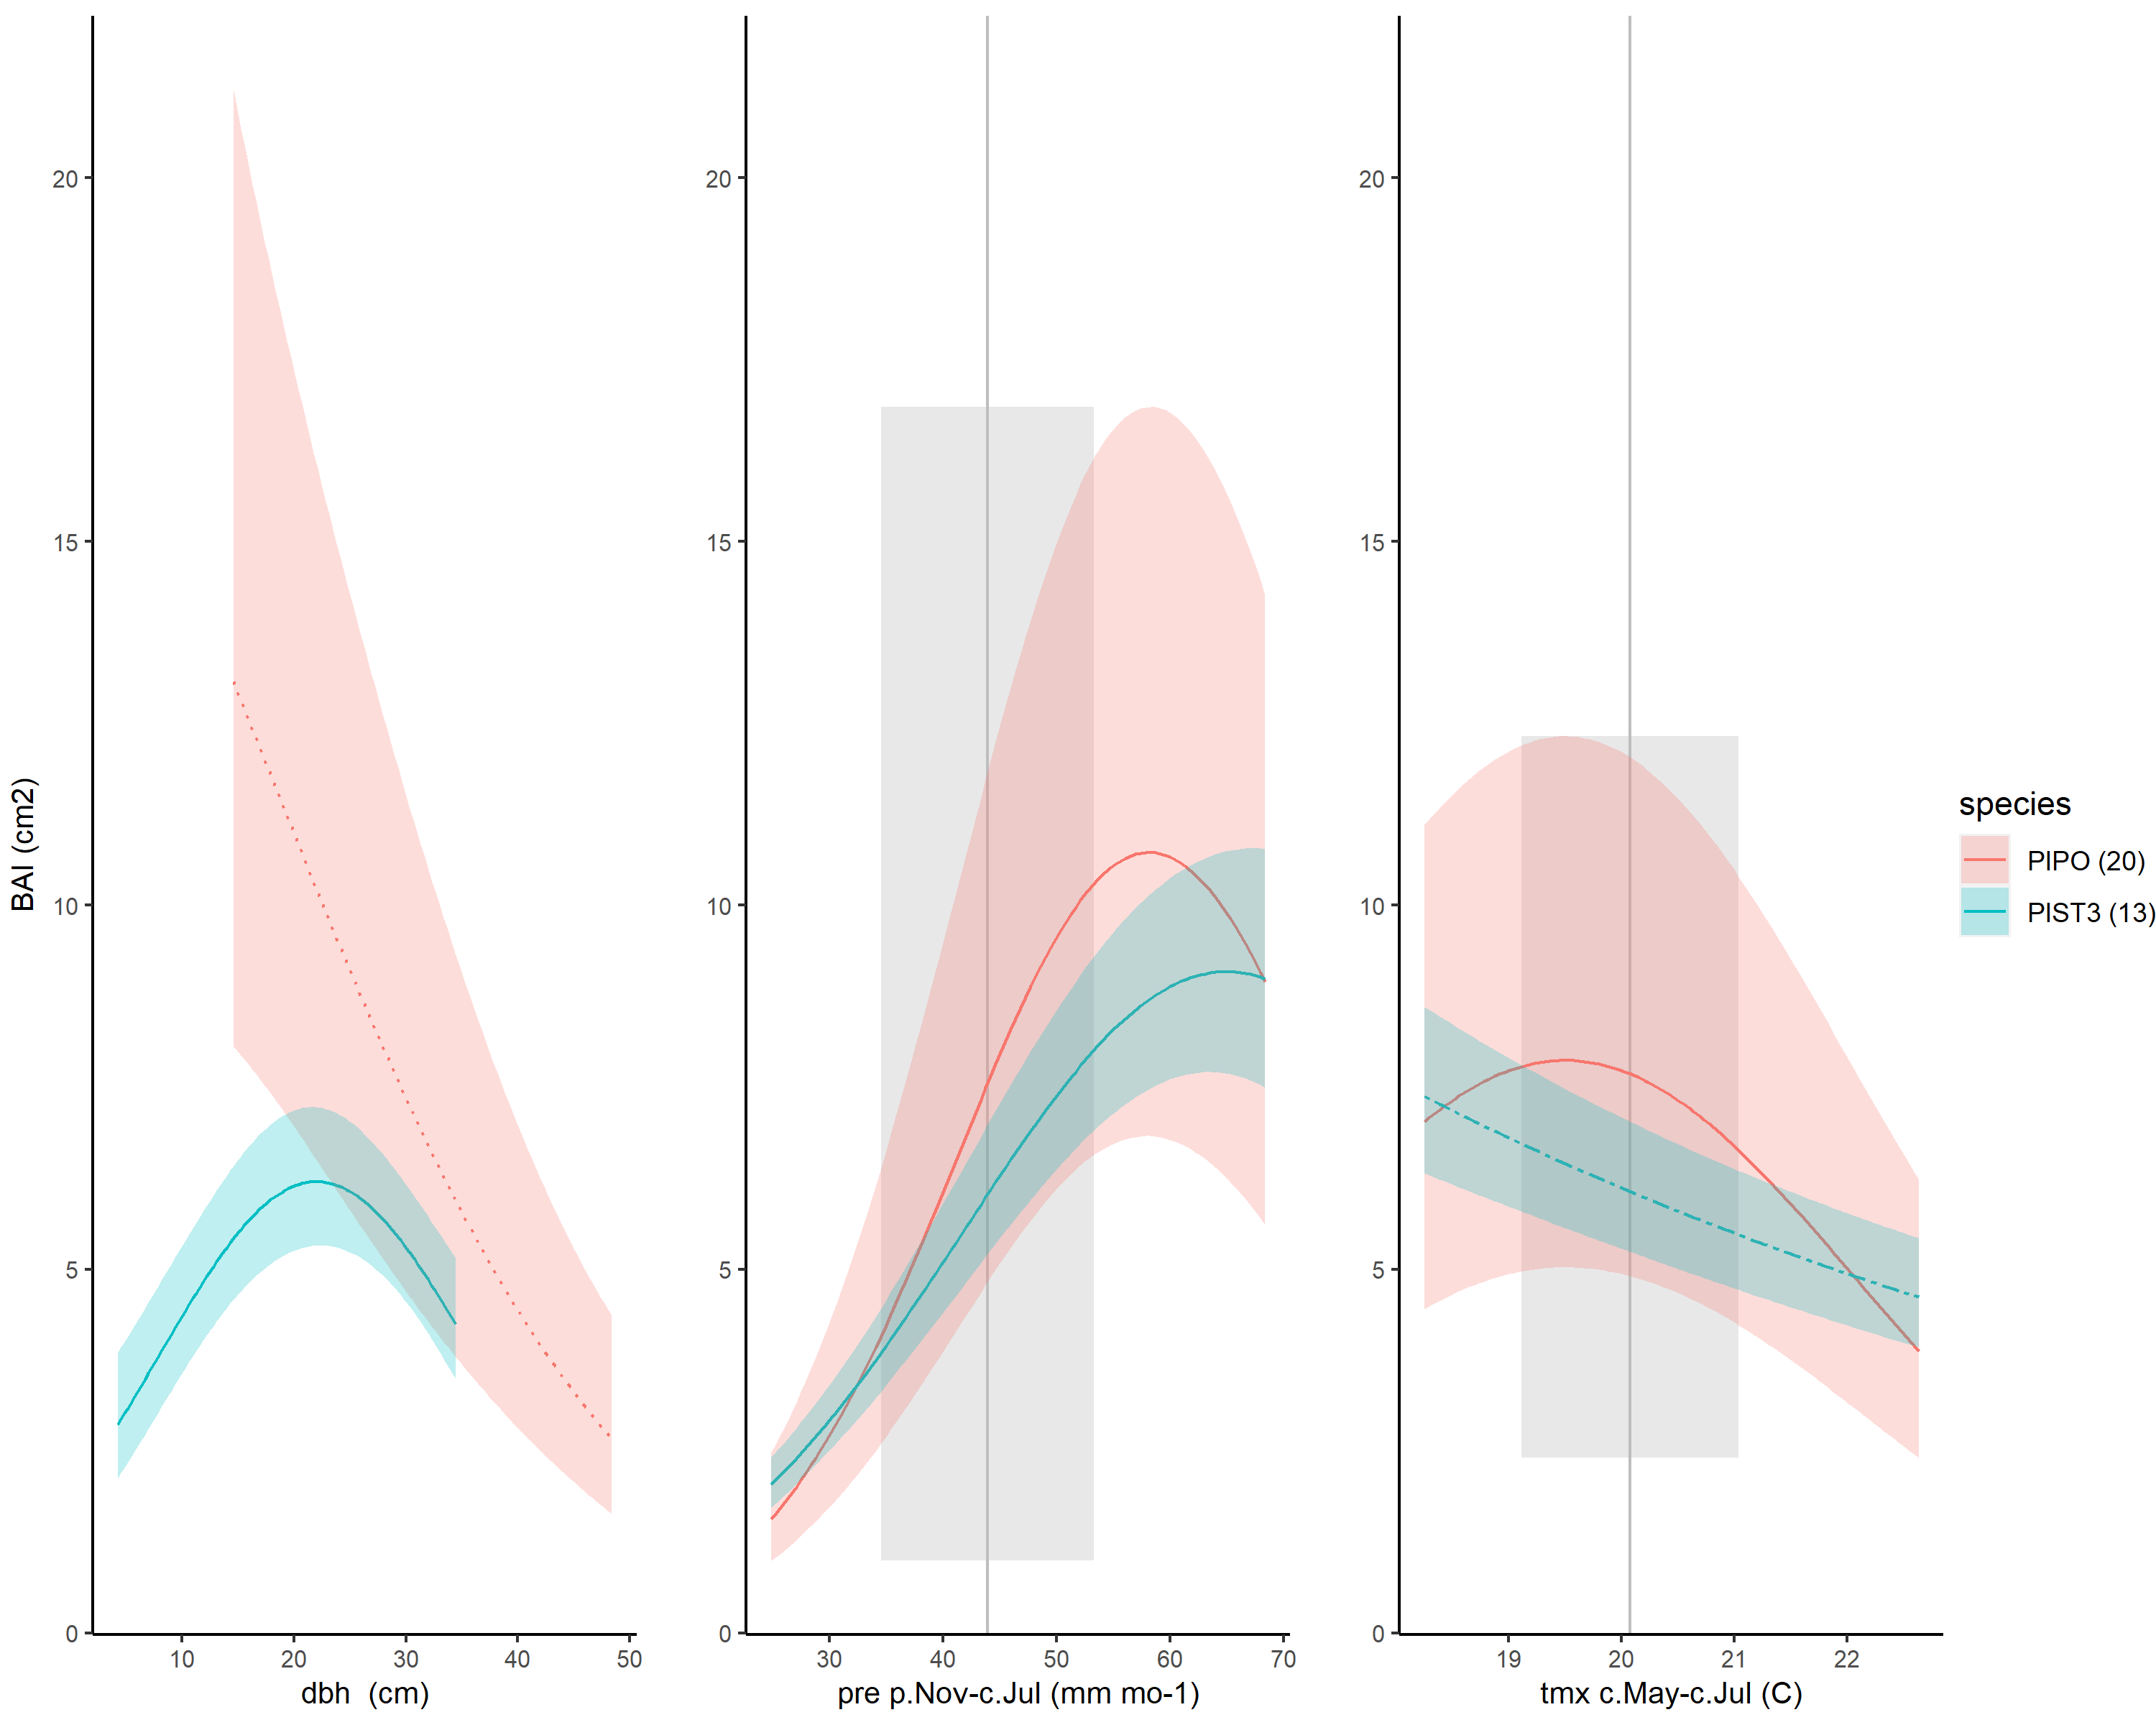 BAI (cm2)
20
15
10
5
0
10 20 30 40 50
dbh  (cm)
20
15
10
5
0
30 40 50 60 70
pre p.Nov-c.Jul (mm mo-1)
20
15
10
5
0
19 20 21 22
tmx c.May-c.Jul (C)
species
PIPO (20)
PIST3 (13)